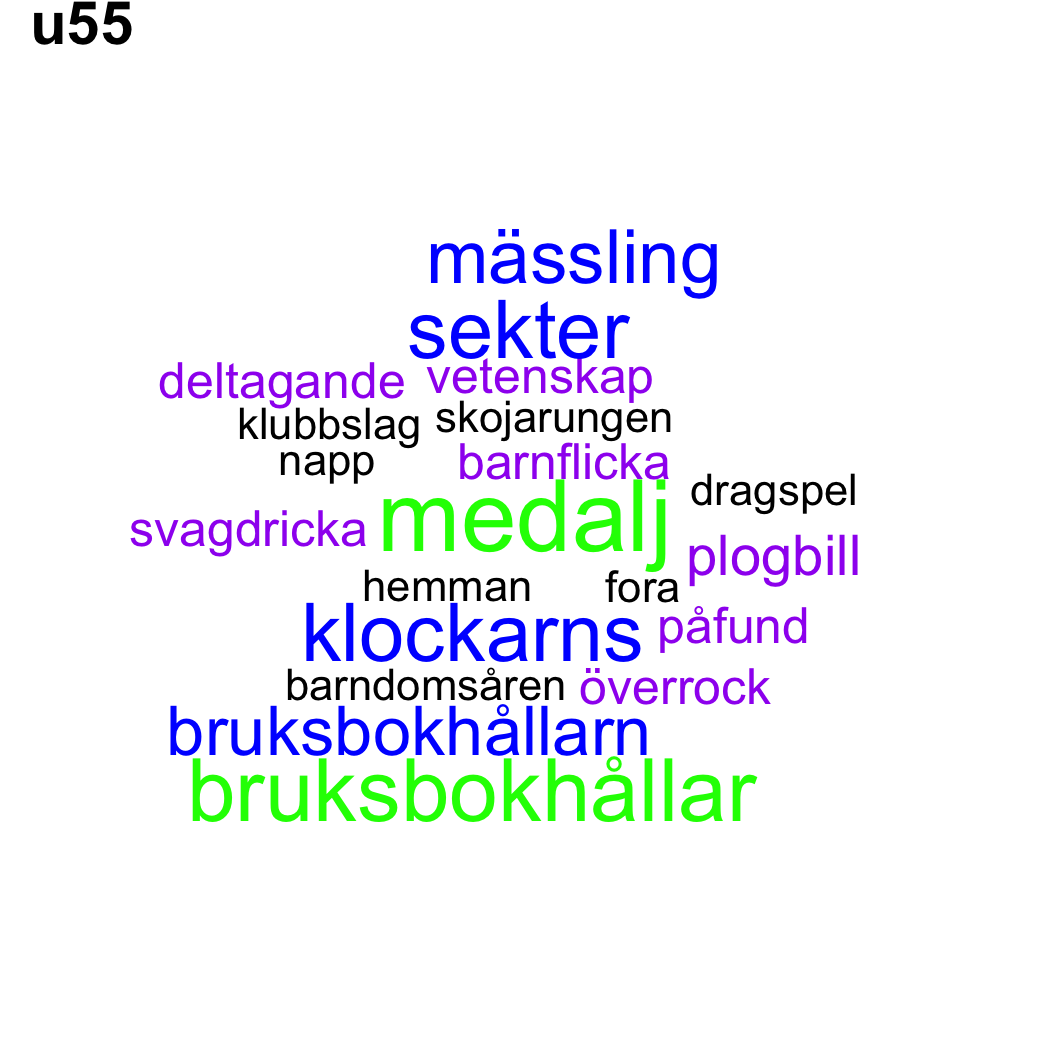 u55
mässling
sekter
deltagande vetenskap
klubbslag skojarungen
napp barnflicka
dragspel
svagdricka medalj
plogbill
hemman fora
klockarns påfund
barndomsåren överrock
bruksbokhållarn
bruksbokhållar